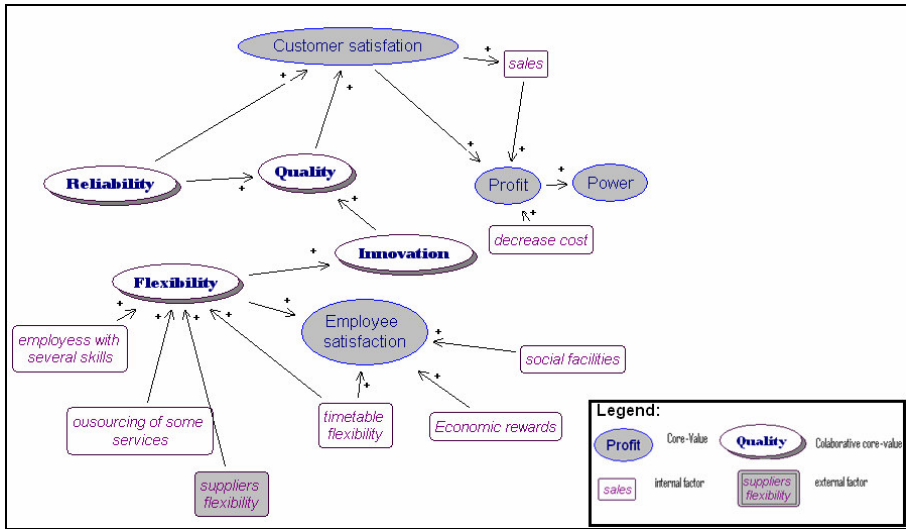 Customer satisfation
+
+
sales
+
+
Reliability
+
Quality
+
+
Profit
+
Power
+
decrease cost
+
Innovation
+
Flexibility
+
+
+
+
+
+
employess with
several skills
Employee
satisfaction
+
social facilities
+
+
ousourcing of some
services
timetable
flexibility
Economic rewards
suppliers
flexibility
Legend:
Profit
Core-Value
Quality
Colaborative core-value
sales
internal factor
suppliers
flexibility
external factor